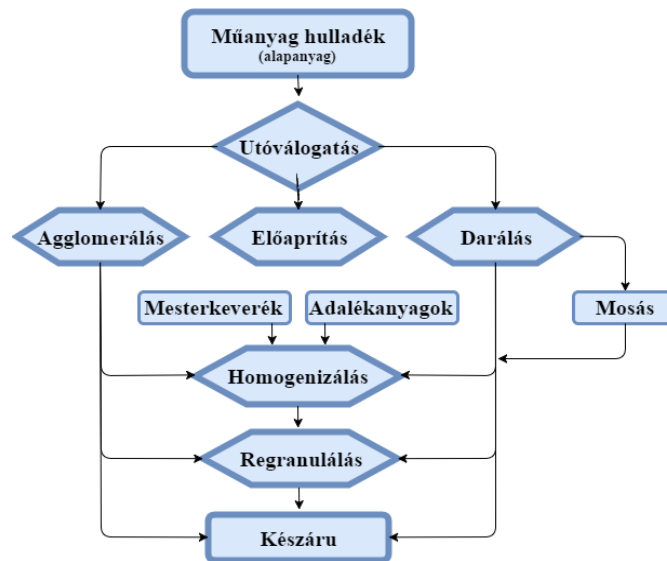 Műanyag hulladék
(alapanyag)
Utóválogatás
Agglomerálás
Előaprítás
Darálás
Mesterkeverék
Adalékanyagok
Mosás
Homogenizálás
Regranulálás
Készáru